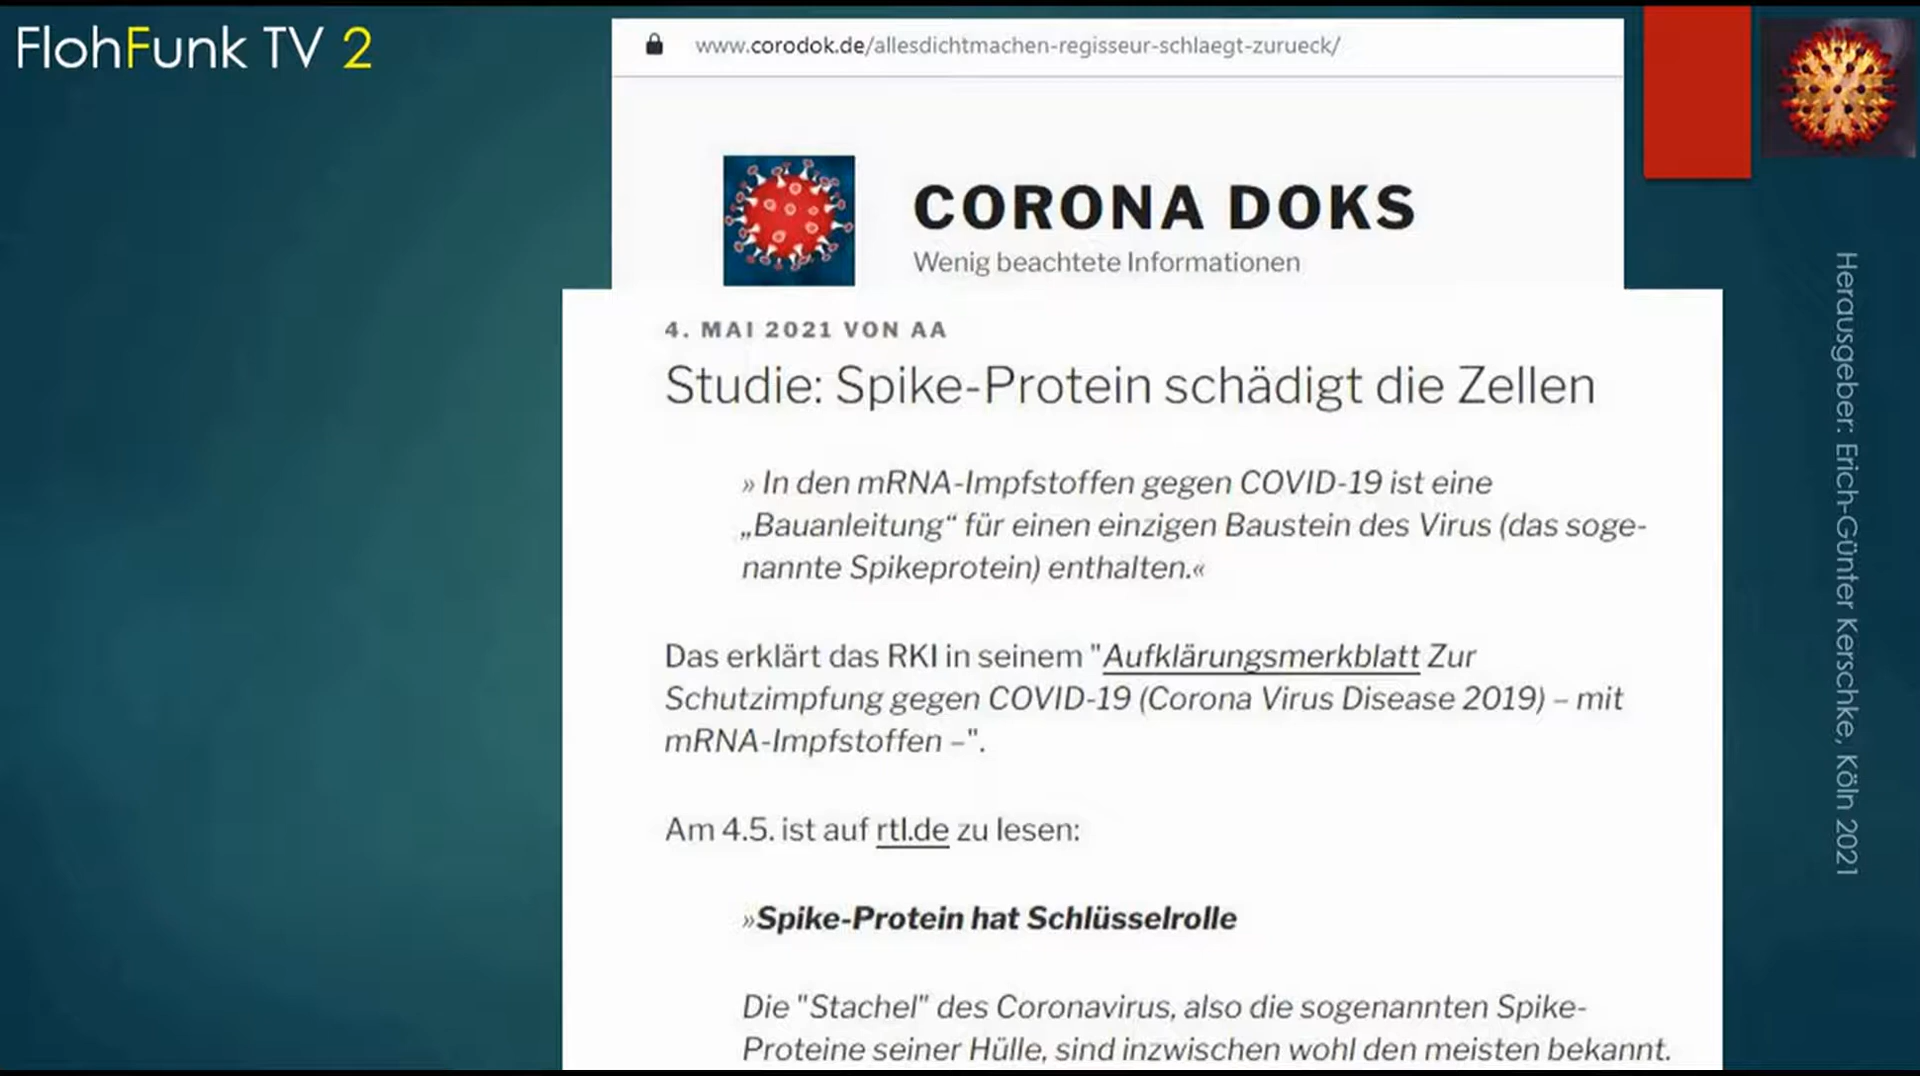 FlohFunk TV 2
www.corodok.de/allesdichtmachen-regisseur-schlaegt-zurueck/
CORONA DOKS
Wenig beachtete Informationen
4. MAI 2021 VON AA
Studie: Spike-Protein schädigt die Zellen
» In den mRNA-Impfstoffen gegen COVID-19 ist eine
„Bauanleitung“ für einen einzigen Baustein des Virus (das soge-
nannte Spikeprotein) enthalten.«
Das erklärt das RKI in seinem "Aufklärungsmerkblatt Zur
Schutzimpfung gegen COVID-19 (Corona Virus Disease 2019) – mit
mRNA-Impfstoffen –".
Am 4.5. ist auf rtl.de zu lesen:
»Spike-Protein hat Schlüsselrolle
Die "Stachel" des Coronavirus, also die sogenannten Spike-
Proteine seiner Hülle, sind inzwischen wohl den meisten bekannt.
Herausgeber: Erich-Günter Kerschke, Köln 2021